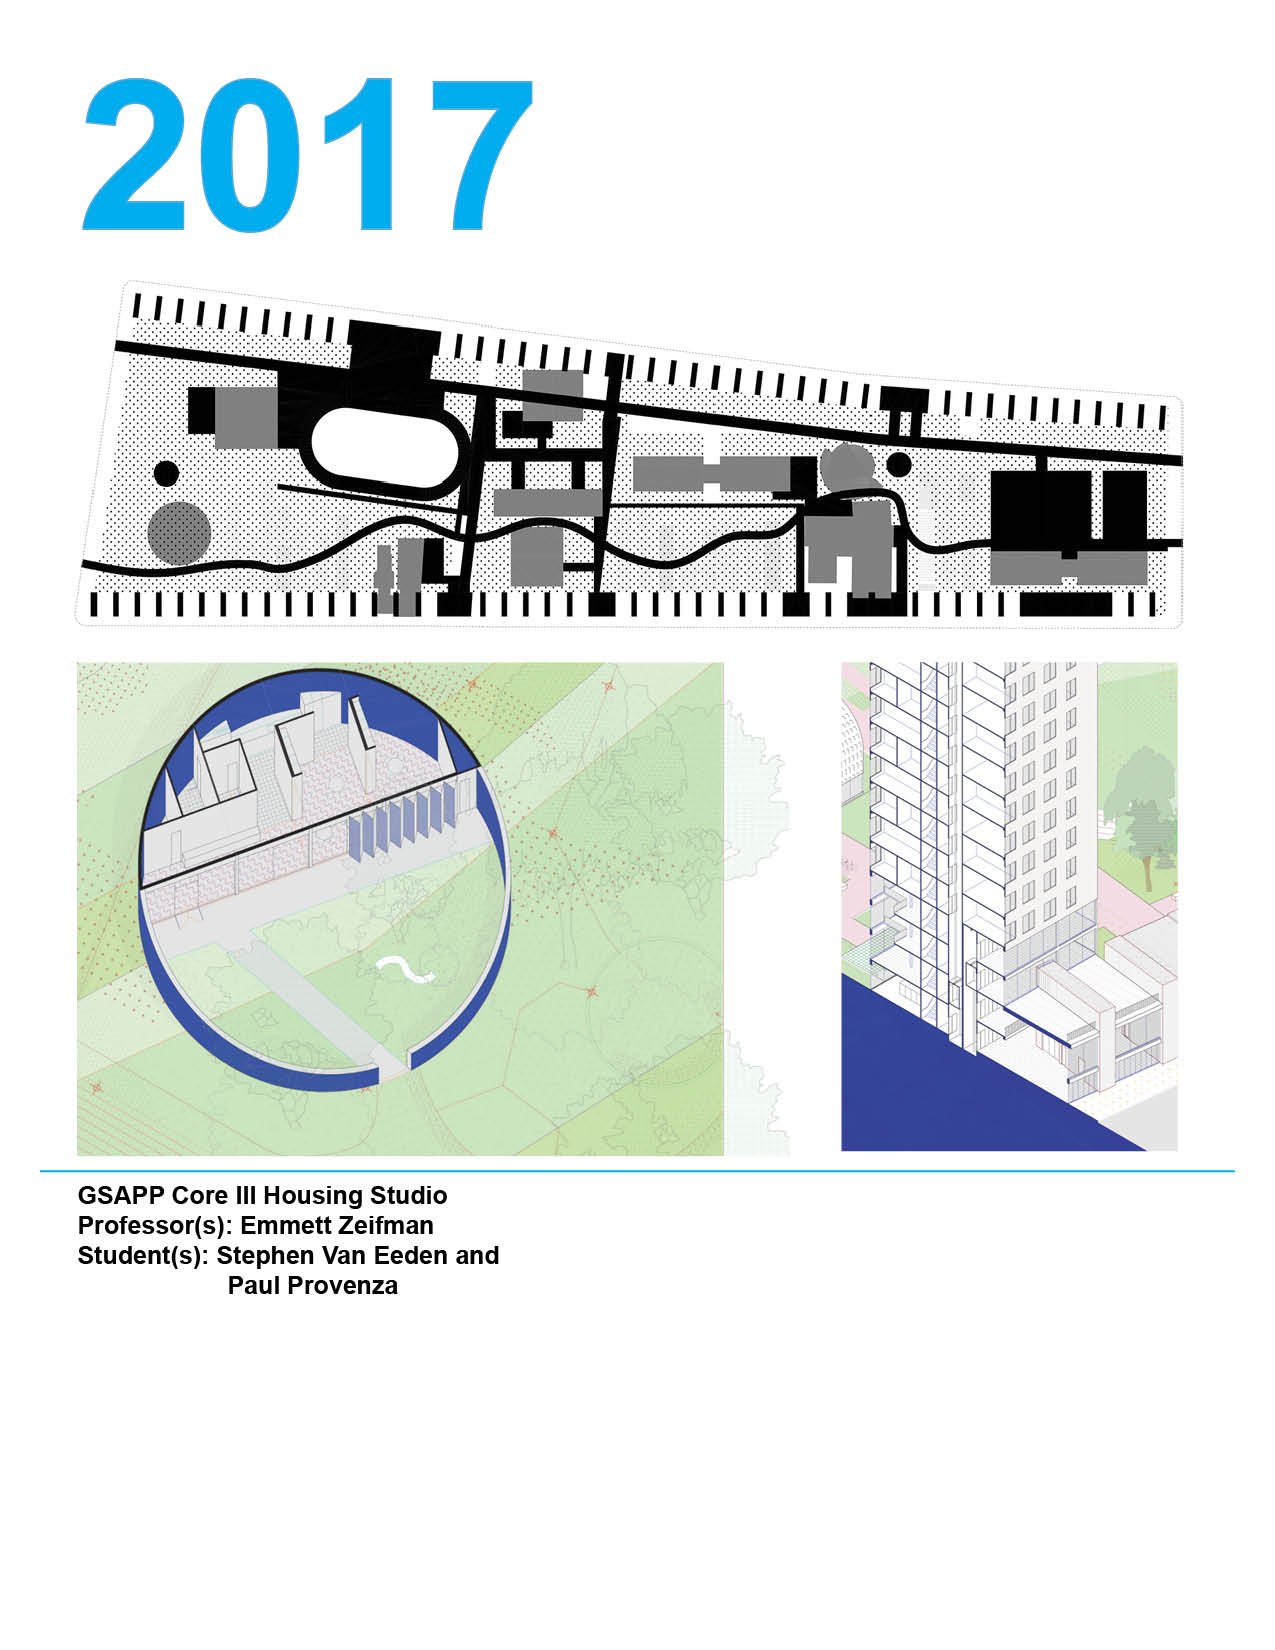 2017
GSAPP Core III Housing Studio
Professor(s): Emmett Zeifman
Student(s): Stephen Van Eeden and
Paul Provenza